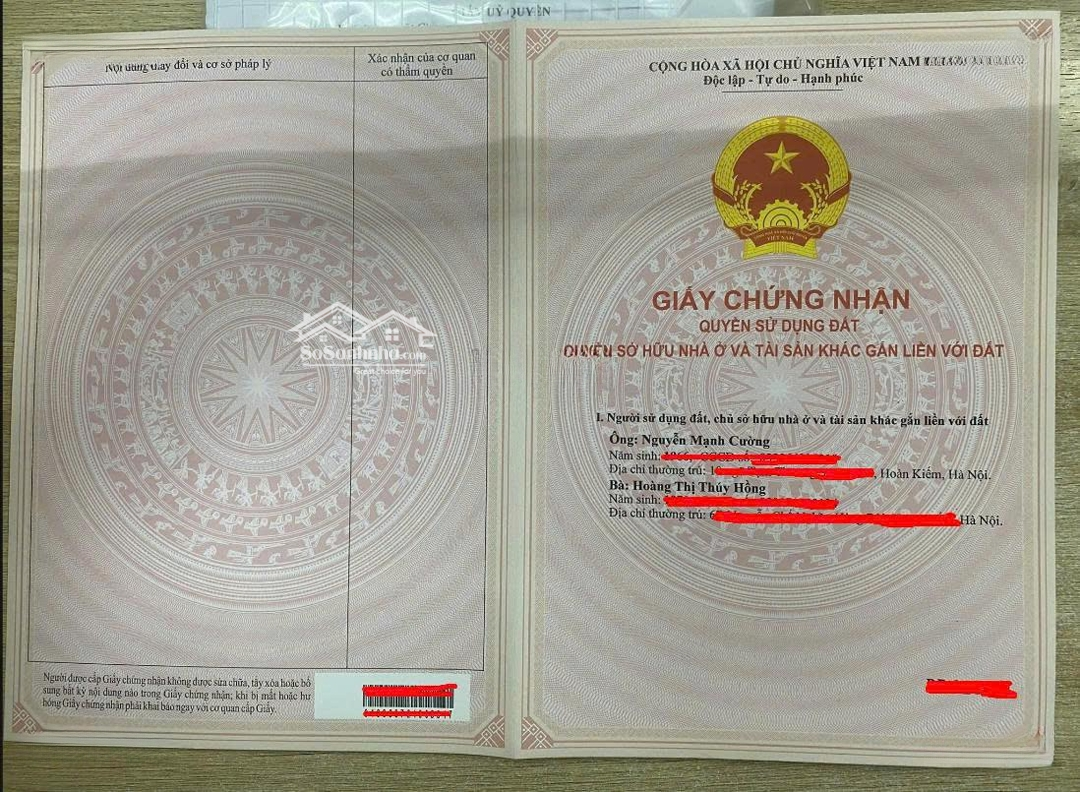 UỶ QUYỀN
Nội dung thay đổi và cơ sở pháp lý
Xác nhận của cơ quan
có thẩm quyền
SoSanhnha.com
Người được cấp Giấy chứng nhận không được sửa chữa, tẩy xóa hoặc bổ
sung bất kỳ nội dung nào trong Giấy chứng nhận; khi bị mất hoặc hư
hỏng Giấy chứng nhận phải khai báo ngay với cơ quan cấp Giấy.
CỘNG HÒA XÃ HỘI CHỦ NGHĨA VIỆT NAM
Độc lập - Tự do - Hạnh phúc
VIỆT NAM
GIẤY CHỨNG NHẬN
QUYỀN SỬ DỤNG ĐẤT
QUYỀN SỞ HỮU NHÀ Ở VÀ TÀI SẢN KHÁC GẮN LIỀN VỚI ĐẤT
I. Người sử dụng đất, chủ sở hữu nhà ở và tài sản khác gắn liền với đất
Ông: Nguyễn Mạnh Cường
Năm sinh:
Địa chỉ thường trú: , Hoàn Kiếm, Hà Nội.
Bà: Hoàng Thị Thúy Hồng
Năm sinh:
Địa chỉ thường trú: Hà Nội.